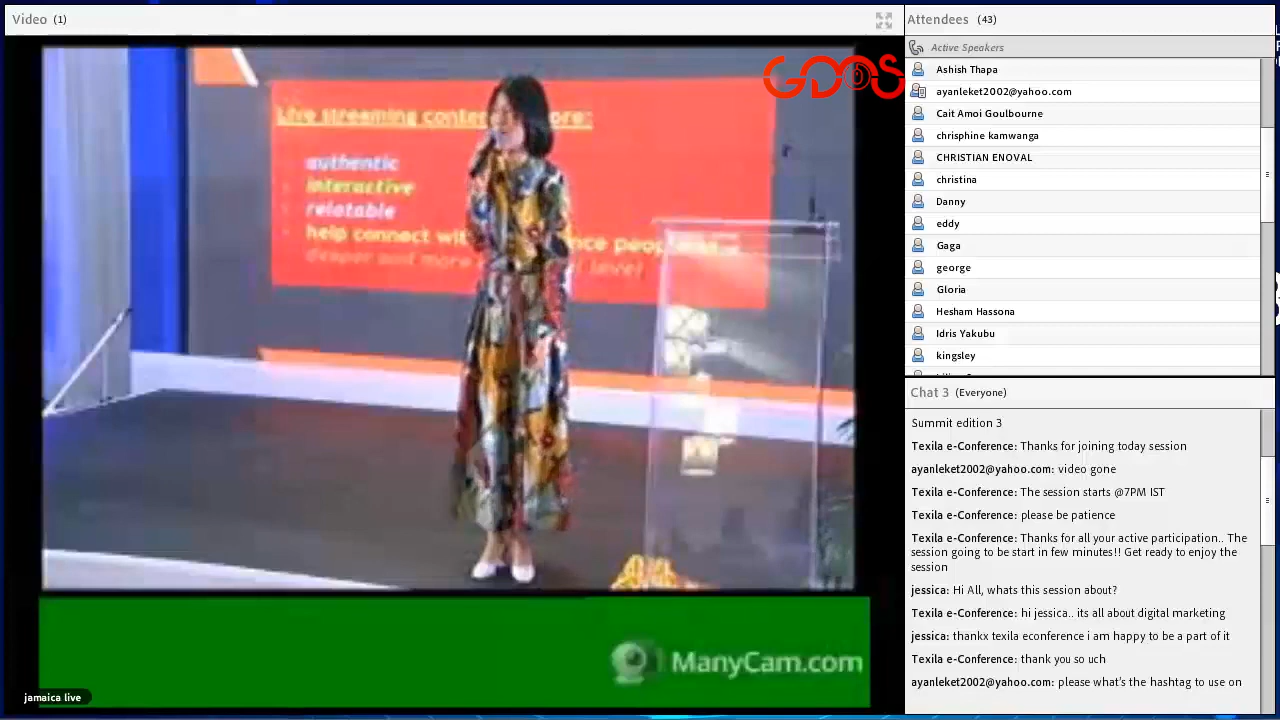 Video (1)
GDMS
Live streaming
authentic
interactive
relatable
help connect
deeper and more level
ManyCam.com
jamaica live
Attendees (43)
Active Speakers
Ashish Thapa
ayanleket2002@yahoo.com
Cait Amoi Goulbourne
chrisphine kamwanga
CHRISTIAN ENOVAL
christina
Danny
eddy
Gaga
george
Gloria
Hesham Hassona
Idris Yakubu
kingsley
Chat 3 (Everyone)
Summit edition 3
Texila e-Conference: Thanks for joining today session
ayanleket2002@yahoo.com: video gone
Texila e-Conference: The session starts @7PM IST
Texila e-Conference: please be patience
Texila e-Conference: Thanks for all your active participation.. The
session going to be start in few minutes!! Get ready to enjoy the
session
jessica: Hi All, whats this session about?
Texila e-Conference: hi jessica.. its all about digital marketing
jessica: thankx texila econference i am happy to be a part of it
Texila e-Conference: thank you so uch
ayanleket2002@yahoo.com: please what's the hashtag to use on